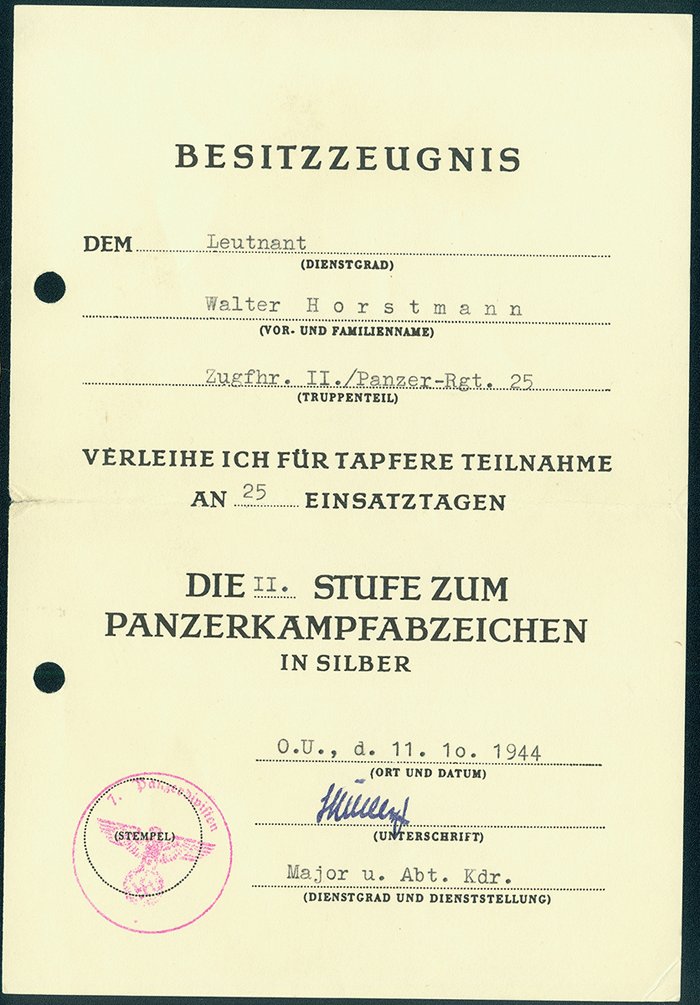 BESITZZEUGNIS
DEM Leutnant
(DIENSTGRAD)
Walter Horstmann
(VOR- UND FAMILIENNAME)
Zugfhr. II./Panzer-Rgt. 25
(TRUPPENTEIL)
VERLEIHE ICH FÜR TAPFERE TEILNAHME
AN 25 EINSATZTAGEN
DIE II. STUFE ZUM
PANZERKAMPFABZEICHEN
IN SILBER
O.U., d. 11. 1o. 1944
(ORT UND DATUM)
7. Panzerdivision
(STEMPEL)
(UNTERSCHRIFT)
Major u. Abt. Kdr.
(DIENSTGRAD UND DIENSTSTELLUNG)